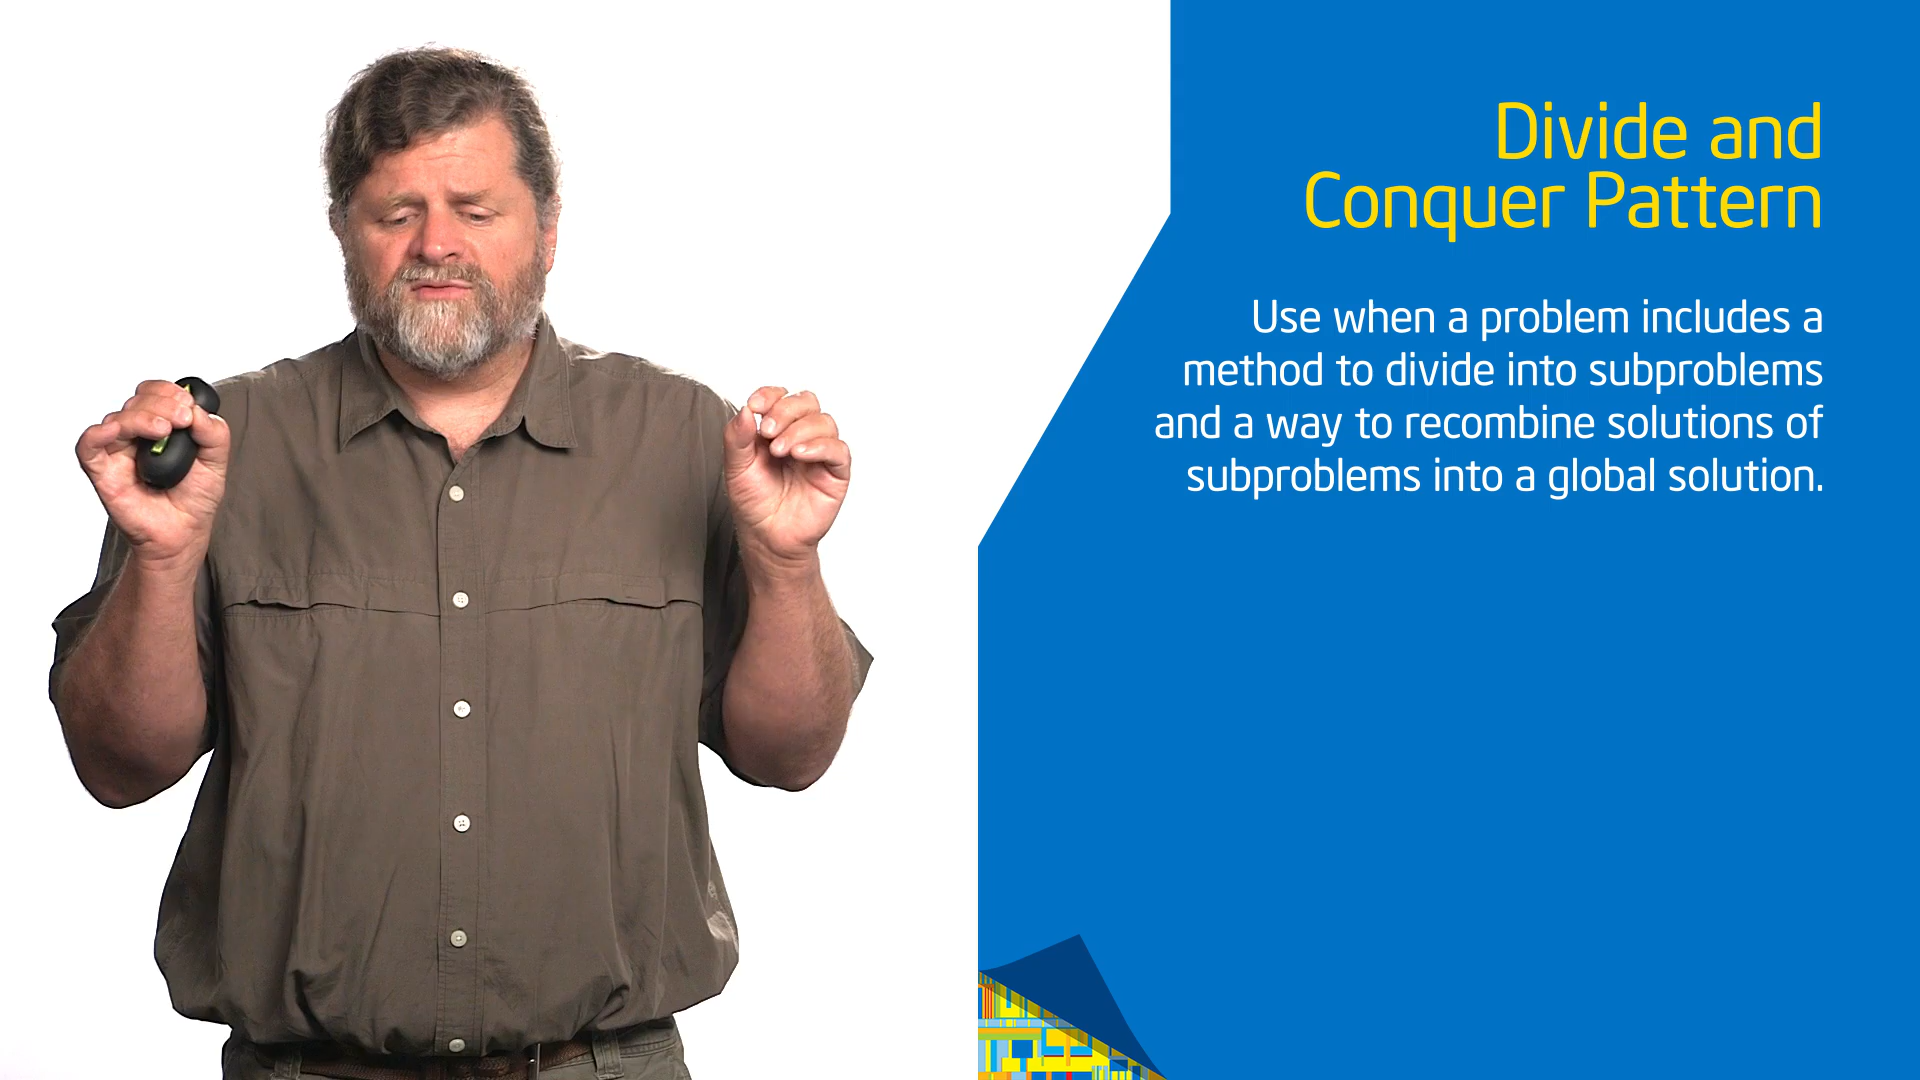 Divide and
Conquer Pattern
Use when a problem includes a
method to divide into subproblems
and a way to recombine solutions of
subproblems into a global solution.